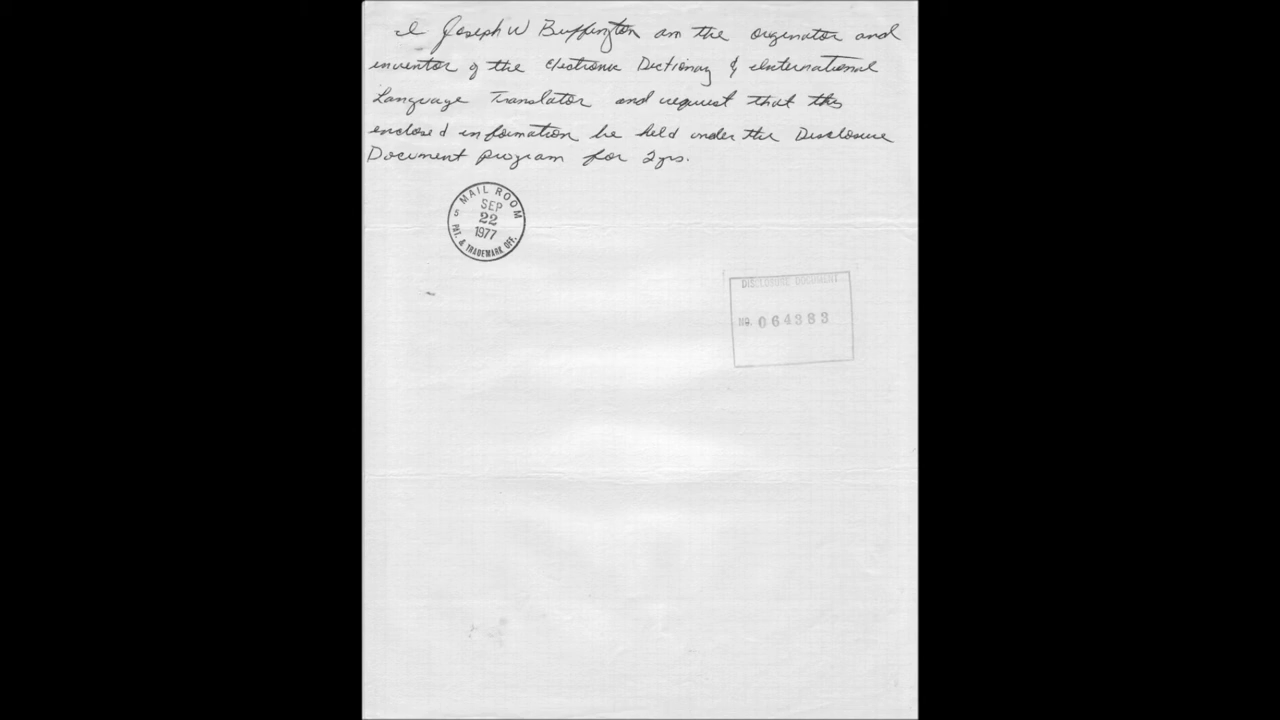 I Joseph W Buffington am the originator and
inventor of the Electronic Dictionary & International
Language Translator and request that this
enclosed information be held under the Disclosure
Document program for 2yrs.
MAIL ROOM
SEP
22
1977
S
PAT. & TRADEMARK OFF.
DISCLOSURE DOCUMENT
NO. 064383